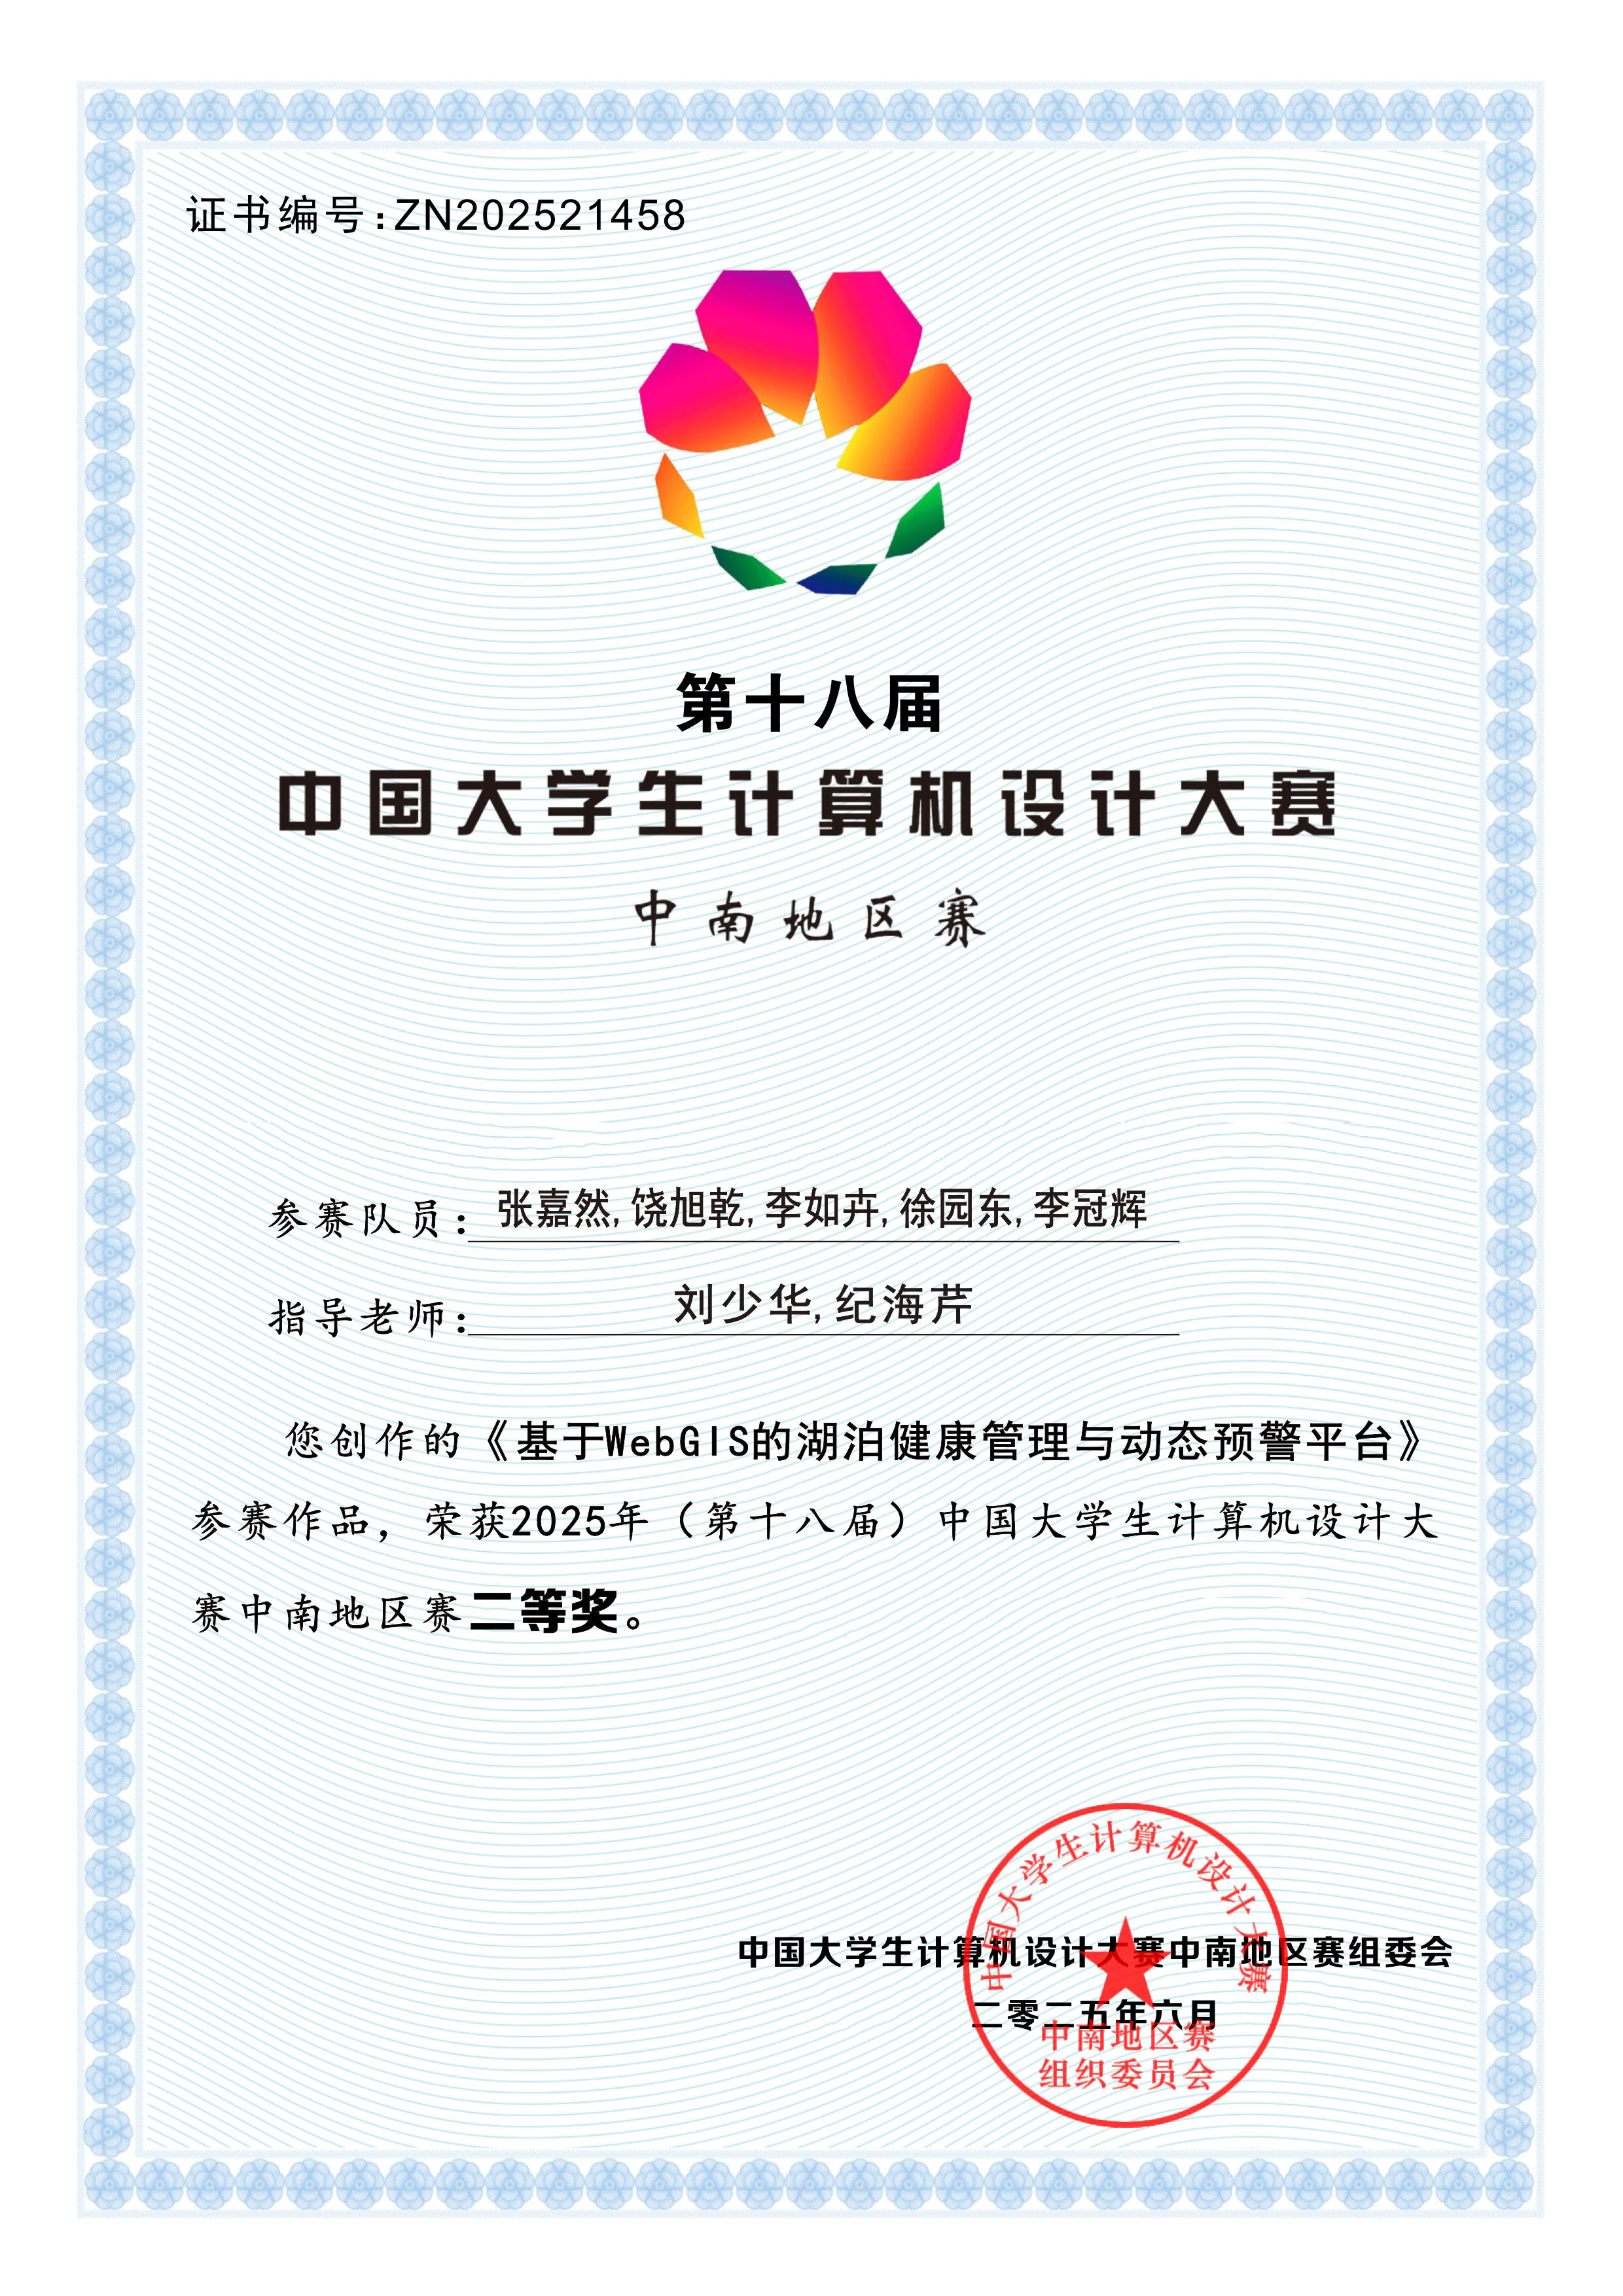 证书编号:ZN202521458
第十八届
中国大学生计算机设计大赛
中南地区赛
参赛队员:张嘉然,饶旭乾,李如卉,徐园东,李冠辉
指导老师:刘少华,纪海芹
您创作的《基于WebGIS的湖泊健康管理与动态预警平台》
参赛作品，荣获2025年（第十八届）中国大学生计算机设计大
赛中南地区赛二等奖。
中国大学生计算机设计大赛中南地区赛组委会
二零二五年六月
中国大学生计算机设计大赛
中南地区赛
组织委员会